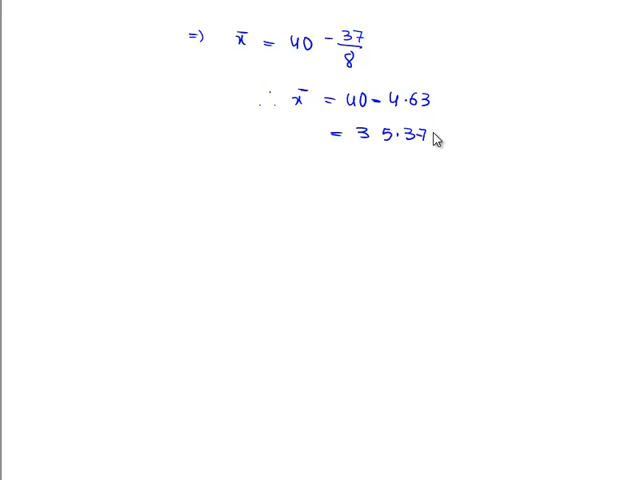 ⇒ x̄ = 40 - 37/8
∴ x̄ = 40 - 4.63
= 35.37